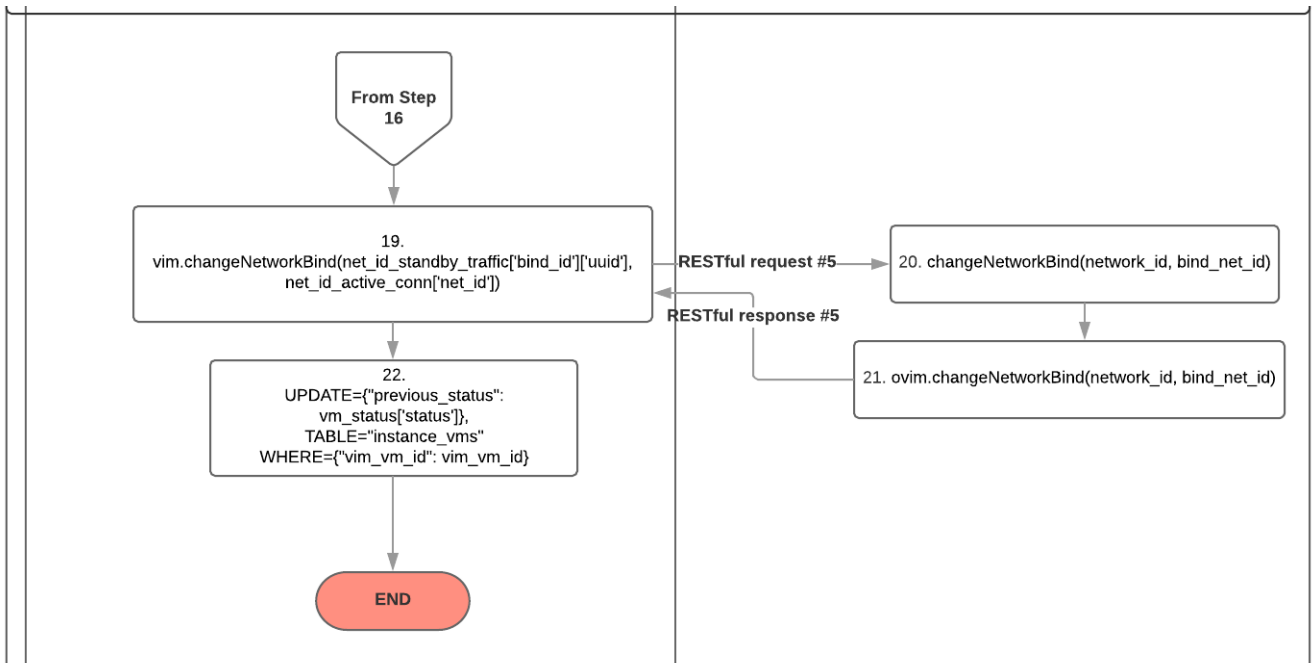 From Step
16
19.
vim.changeNetworkBind(net_id_standby_traffic['bind_id']['uuid'],
net_id_active_conn['net_id'])
RESTful request #5
20. changeNetworkBind(network_id, bind_net_id)
RESTful response #5
21. ovim.changeNetworkBind(network_id, bind_net_id)
22.
UPDATE={"previous_status":
vm_status['status']},
TABLE="instance_vms"
WHERE={"vim_vm_id": vim_vm_id}
END